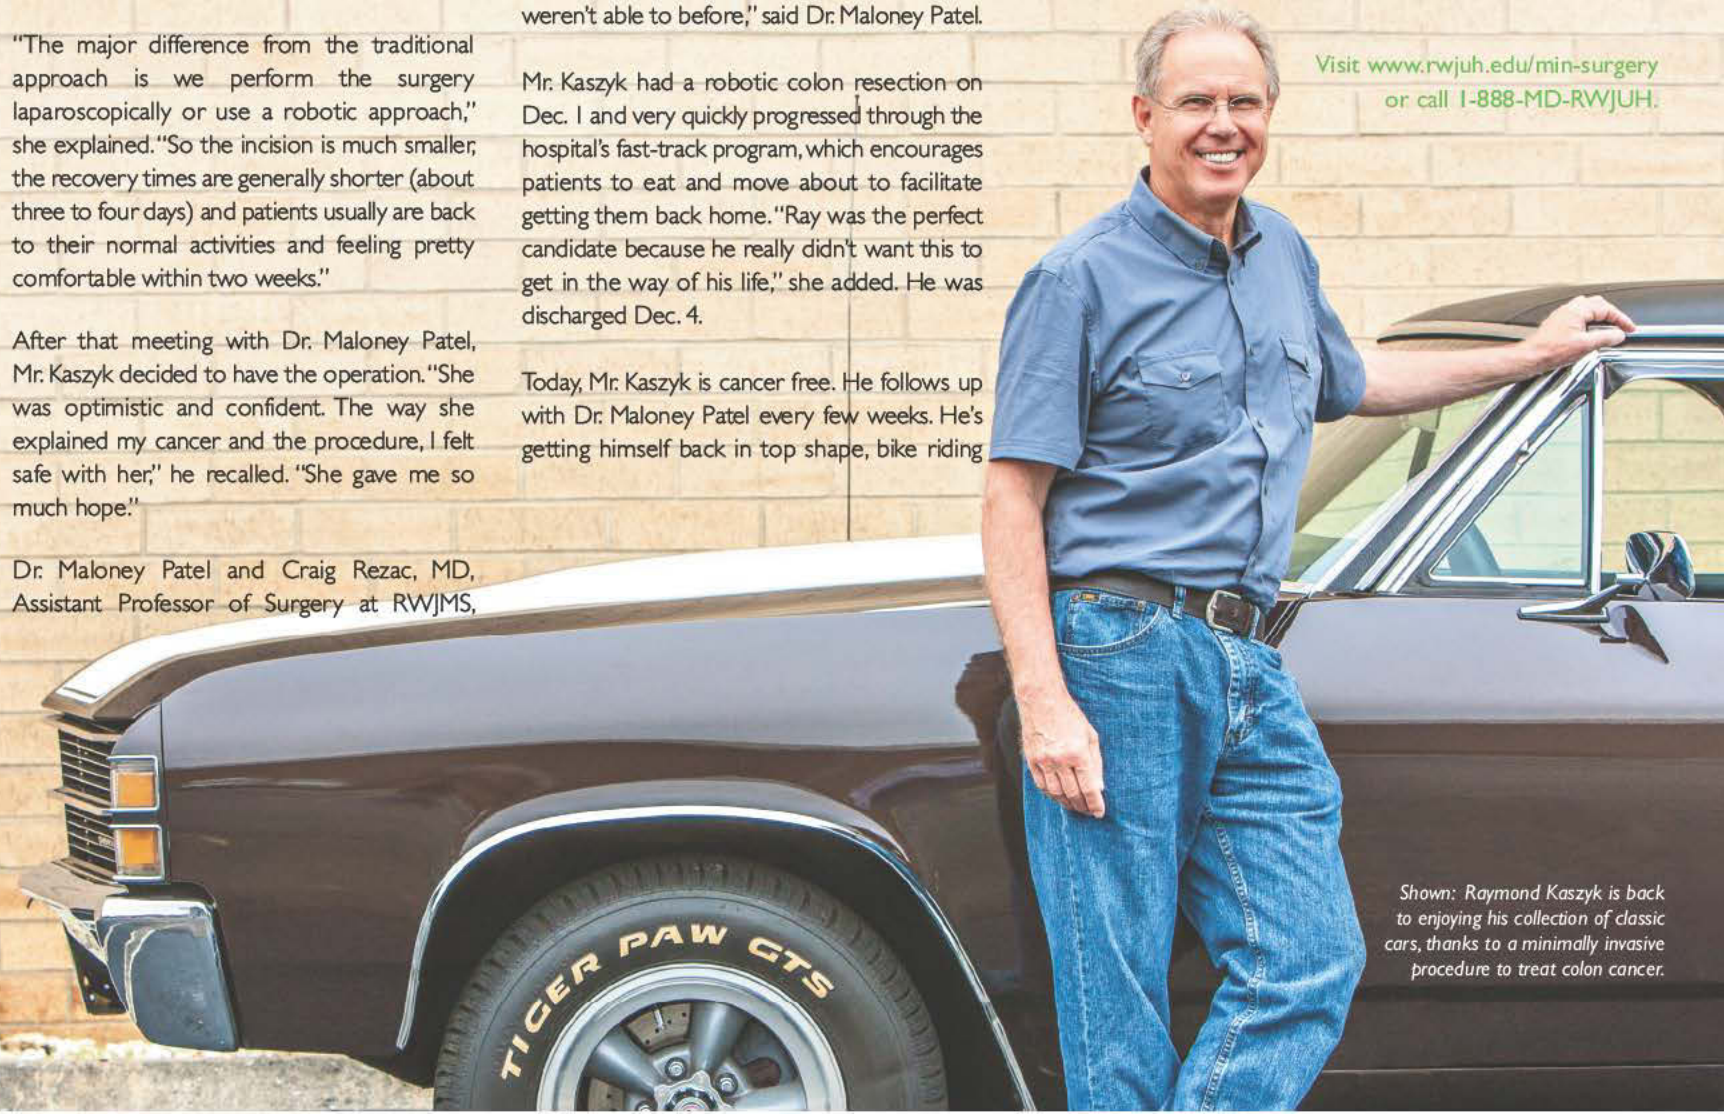 “The major difference from the traditional
approach is we perform the surgery
laparoscopically or use a robotic approach,”
she explained. “So the incision is much smaller,
the recovery times are generally shorter (about
three to four days) and patients usually are back
to their normal activities and feeling pretty
comfortable within two weeks.”
After that meeting with Dr. Maloney Patel,
Mr. Kaszyk decided to have the operation. “She
was optimistic and confident. The way she
explained my cancer and the procedure, I felt
safe with her,” he recalled. “She gave me so
much hope.”
Dr. Maloney Patel and Craig Rezac, MD,
Assistant Professor of Surgery at RWJMS,
weren't able to before,” said Dr. Maloney Patel.
Mr. Kaszyk had a robotic colon resection on
Dec. 1 and very quickly progressed through the
hospital's fast-track program, which encourages
patients to eat and move about to facilitate
getting them back home. “Ray was the perfect
candidate because he really didn't want this to
get in the way of his life,” she added. He was
discharged Dec. 4.
Today, Mr. Kaszyk is cancer free. He follows up
with Dr. Maloney Patel every few weeks. He's
getting himself back in top shape, bike riding
Visit www.rwjuh.edu/min-surgery
or call 1-888-MD-RWJUH.
Shown: Raymond Kaszyk is back
to enjoying his collection of classic
cars, thanks to a minimally invasive
procedure to treat colon cancer.
TIGER PAW GTS